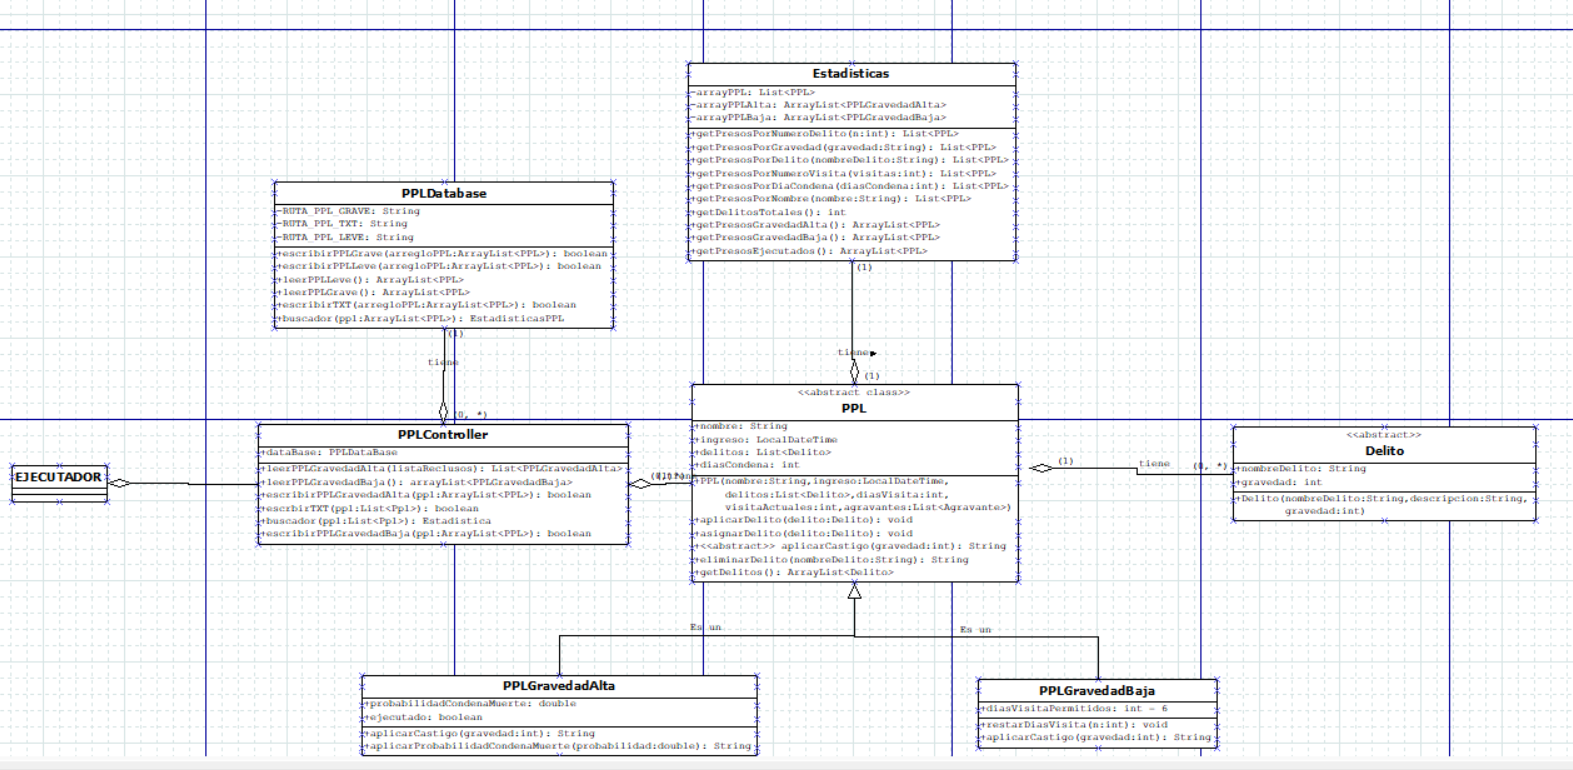 Estadisticas
-arrayPPL: List<PPL>
-arrayPPLAlta: ArrayList<PPLGravedadAlta>
-arrayPPLBaja: ArrayList<PPLGravedadBaja>
+getPresosPorNumeroDelito(n:int): List<PPL>
+getPresosPorGravedad(gravedad:String): List<PPL>
+getPresosPorDelito(nombreDelito:String): List<PPL>
+getPresosPorNumeroVisita(visitas:int): List<PPL>
+getPresosPorDiaCondena(diasCondena:int): List<PPL>
+getPresosPorNombre(nombre:String): List<PPL>
+getDelitosTotales(): int
+getPresosGravedadAlta(): ArrayList<PPL>
+getPresosGravedadBaja(): ArrayList<PPL>
+getPresosEjecutados(): ArrayList<PPL>
(1)
tiene
(1)
PPLDatabase
-RUTA_PPL_GRAVE: String
-RUTA_PPL_TXT: String
-RUTA_PPL_LEVE: String
+escribirPPLGrave(arregloPPL:ArrayList<PPL>): boolean
+escribirPPLLeve(arregloPPL:ArrayList<PPL>): boolean
+leerPPLLeve(): ArrayList<PPL>
+leerPPLGrave(): ArrayList<PPL>
+escribirTXT(arregloPPL:ArrayList<PPL>): boolean
+buscador(ppl:ArrayList<PPL>): EstadisticasPPL
(1)
tiene
(0, *)
EJECUTADOR
PPLController
+dataBase: PPLDataBase
+leerPPLGravedadAlta(listaReclusos): List<PPLGravedadAlta>
+leerPPLGravedadBaja(): arrayList<PPLGravedadBaja>
+escribirPPLGravedadAlta(ppl:ArrayList<PPL>): boolean
+escrbirTXT(ppl:List<Ppl>): boolean
+buscador(ppl:List<Ppl>): Estadistica
+escribirPPLGravedadBaja(ppl:ArrayList<PPL>): boolean
<<abstract class>>
PPL
+nombre: String
+ingreso: LocalDateTime
+delitos: List<Delito>
+diasCondena: int
+PPL(nombre:String,ingreso:LocalDateTime,
delitos:List<Delito>,diasVisita:int,
visitaActuales:int,agravantes:List<Agravante>)
+aplicarDelito(delito:Delito): void
+asignarDelito(delito:Delito): void
+<<abstract>> aplicarCastigo(gravedad:int): String
+eliminarDelito(nombreDelito:String): String
+getDelitos(): ArrayList<Delito>
(1)
tiene
(0, *)
<<abstract>>
Delito
+nombreDelito: String
+gravedad: int
+Delito(nombreDelito:String,descripcion:String,
gravedad:int)
Es un
Es un
PPLGravedadAlta
+probabilidadCondenaMuerte: double
+ejecutado: boolean
+aplicarCastigo(gravedad:int): String
+aplicarProbabilidadCondenaMuerte(probabilidad:double): String
PPLGravedadBaja
+diasVisitaPermitidos: int = 6
+restarDiasVisita(n:int): void
+aplicarCastigo(gravedad:int): String